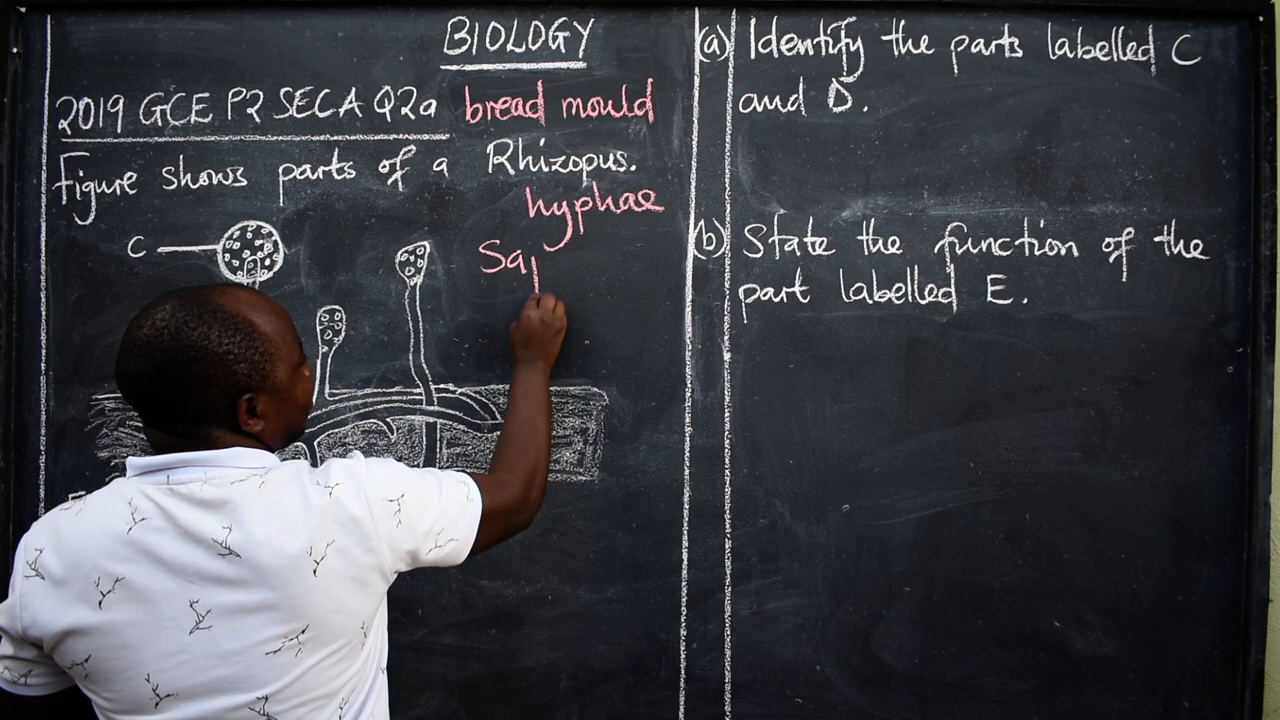 BIOLOGY
2019 GCE P2 SEC A Q2a bread mould
Figure shows parts of a Rhizopus.
hyphae
Sa
C
(a) Identify the parts labelled C
and D.
(b) State the function of the
part labelled E.